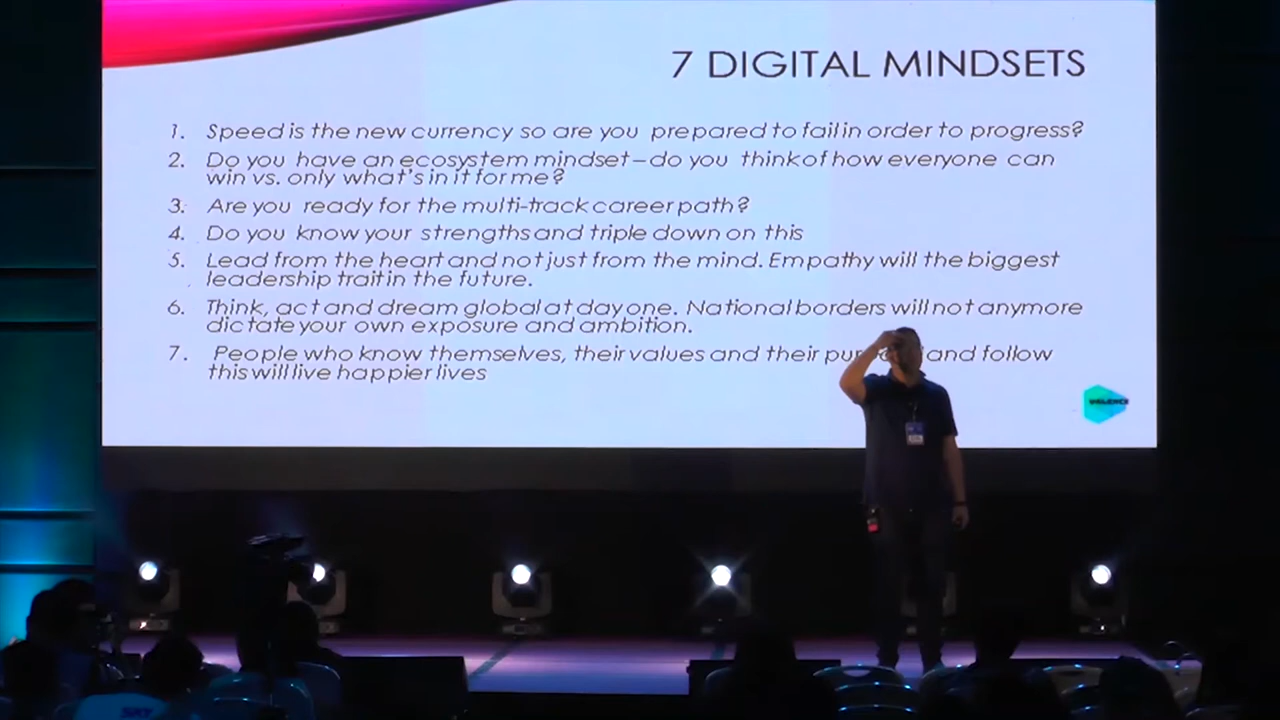 7 DIGITAL MINDSETS
1. Speed is the new currency so are you prepared to fail in order to progress?
2. Do you have an ecosystem mindset – do you think of how everyone can
win vs. only what's in it for me?
3. Are you ready for the multi-track career path?
4. Do you know your strengths and triple down on this
5. Lead from the heart and not just from the mind. Empathy will the biggest
leadership trait in the future.
6. Think, act and dream global at day one. National borders will not anymore
dictate your own exposure and ambition.
7. People who know themselves, their values and their and follow
this will live happier lives
SKY